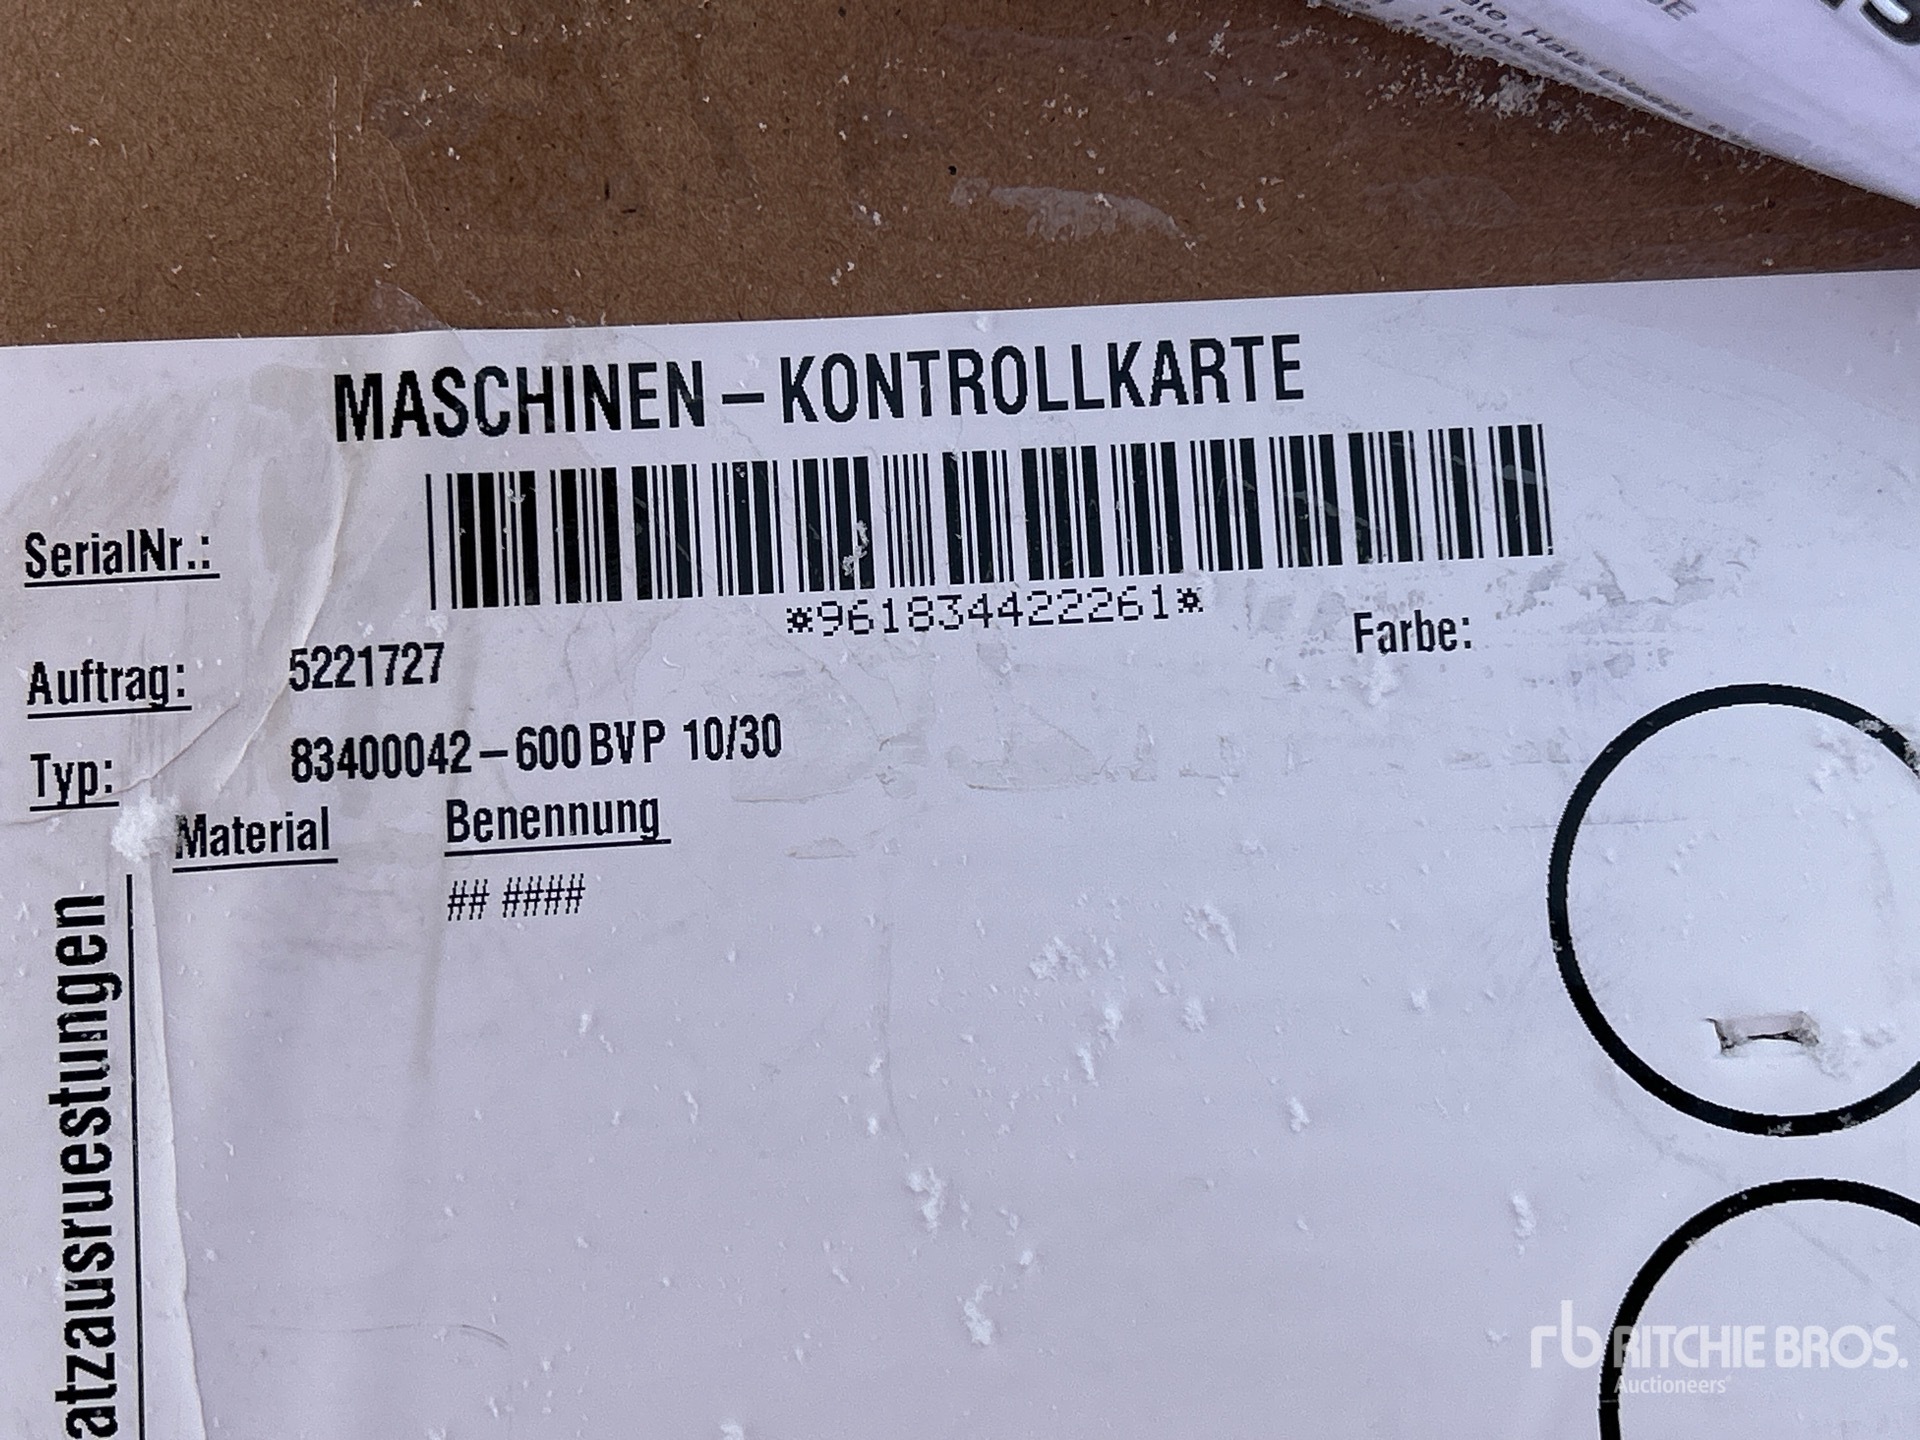 MASCHINEN – KONTROLLKARTE
SerialNr.:
*961834422261*
Auftrag: 5221727
Farbe:
Typ: 83400042 – 600 BVP 10/30
Material Benennung
## ####
atzausruestungen
rb RITCHIE BROS.
Auctioneers